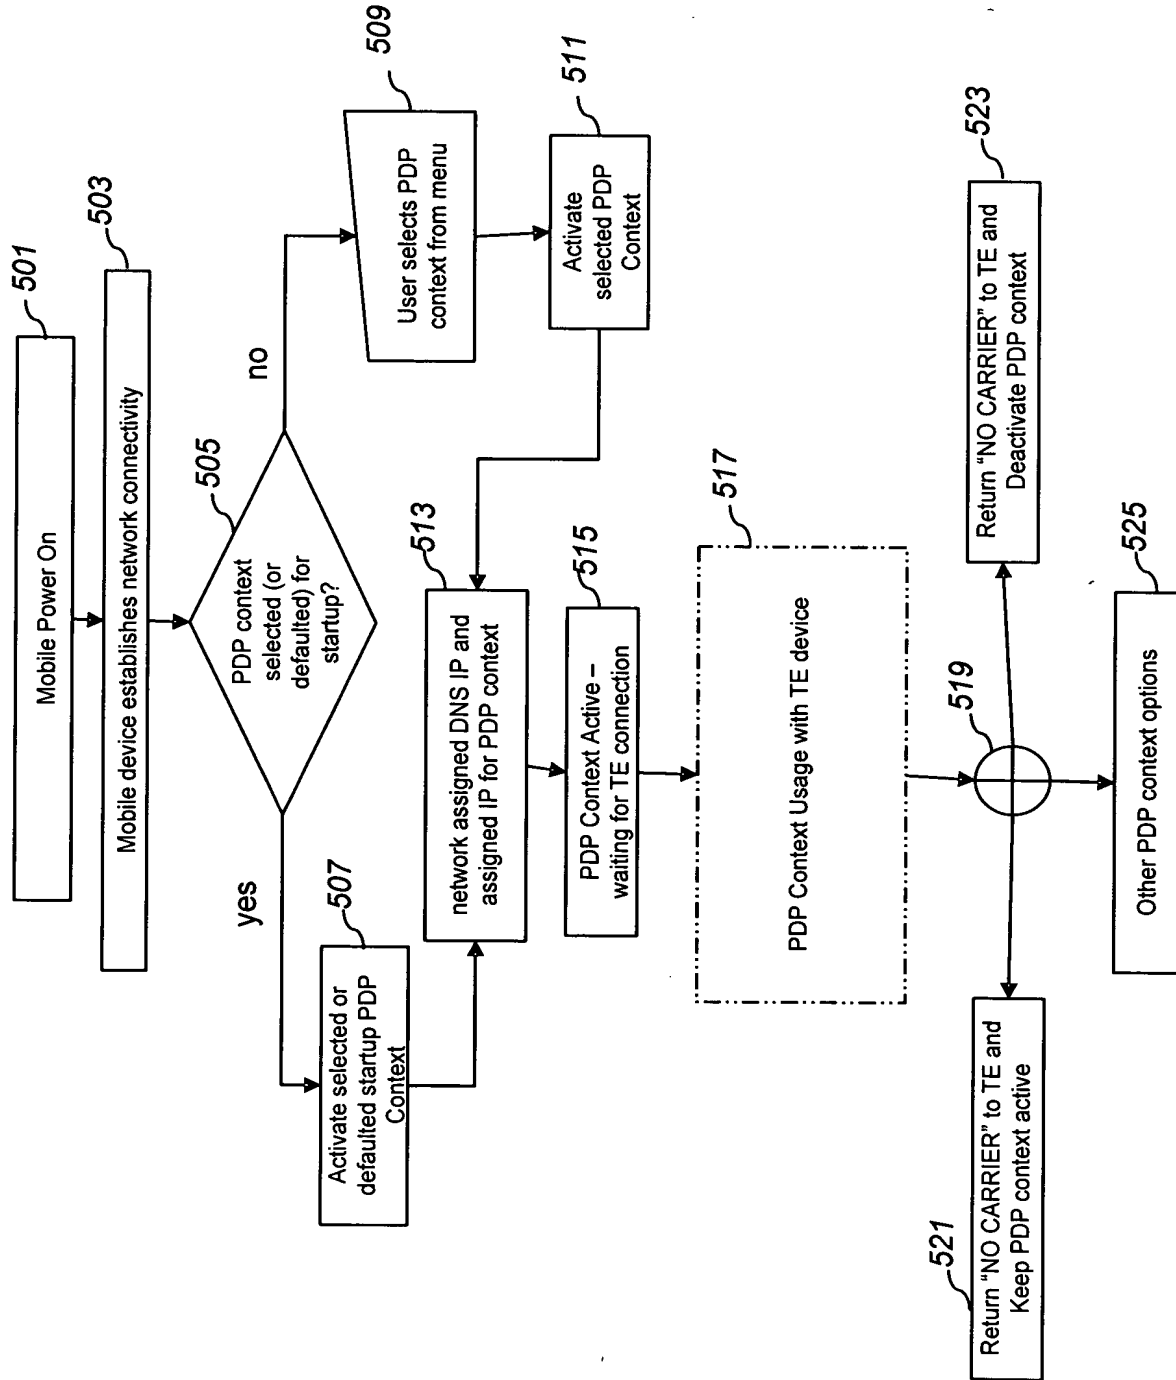 501
Mobile Power On
503
Mobile device establishes network connectivity
505
PDP context
selected (or
defaulted) for
startup?
yes
no
507
Activate selected or
defaulted startup PDP
Context
509
User selects PDP
context from menu
511
Activate
selected PDP
Context
513
network assigned DNS IP and
assigned IP for PDP context
515
PDP Context Active –
waiting for TE connection
517
PDP Context Usage with TE device
519
521
Return "NO CARRIER" to TE and
Keep PDP context active
523
Return "NO CARRIER" to TE and
Deactivate PDP context
525
Other PDP context options